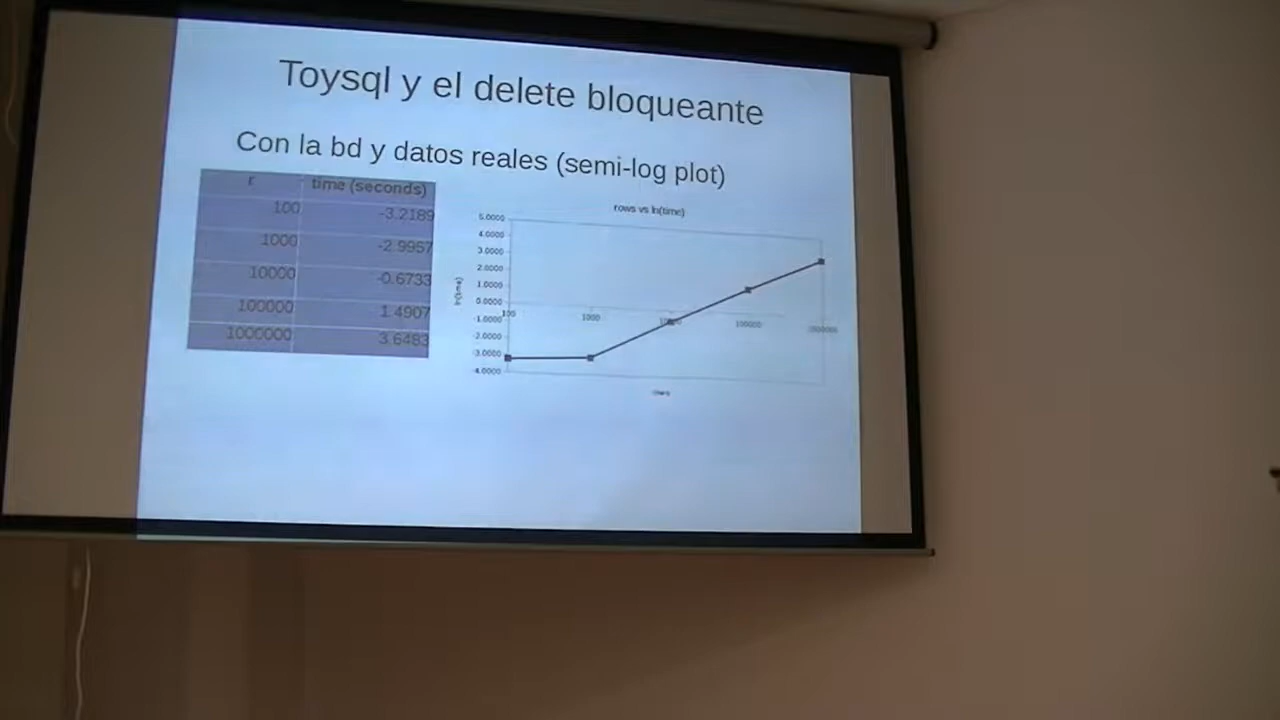 Toysql y el delete bloqueante
Con la bd y datos reales (semi-log plot)
r time (seconds)
100 -3.2189
1000 -2.9957
10000 -0.6733
100000 1.4907
1000000 3.6483
rows vs ln(time)
5.0000
4.0000
3.0000
2.0000
1.0000
0.0000
-1.0000
-2.0000
-3.0000
-4.0000
ln(time)
100 1000 100000 1000000
rows